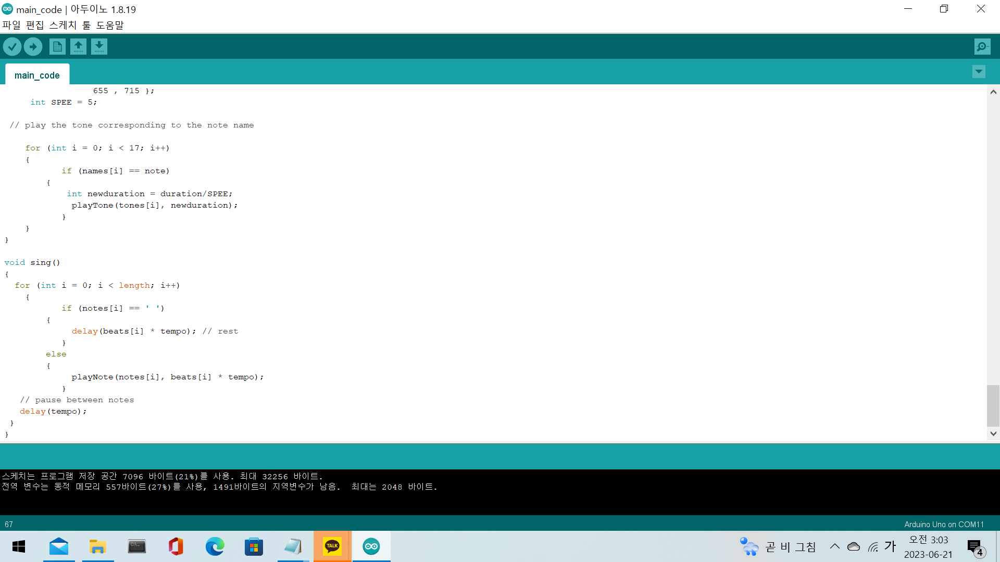 main_code | 아두이노 1.8.19
파일 편집 스케치 툴 도움말
main_code
655 , 715 };
int SPEE = 5;
// play the tone corresponding to the note name
for (int i = 0; i < 17; i++)
{
if (names[i] == note)
{
int newduration = duration/SPEE;
playTone(tones[i], newduration);
}
}
}
void sing()
{
for (int i = 0; i < length; i++)
{
if (notes[i] == ' ')
{
delay(beats[i] * tempo); // rest
}
else
{
playNote(notes[i], beats[i] * tempo);
}
// pause between notes
delay(tempo);
}
}
스케치는 프로그램 저장 공간 7096 바이트(21%)를 사용. 최대 32256 바이트.
전역 변수는 동적 메모리 557바이트(27%)를 사용, 1491바이트의 지역변수가 남음.  최대는 2048 바이트.
67
Arduino Uno on COM11
TALK
곧 비 그침
가
오전 3:03
2023-06-21
4